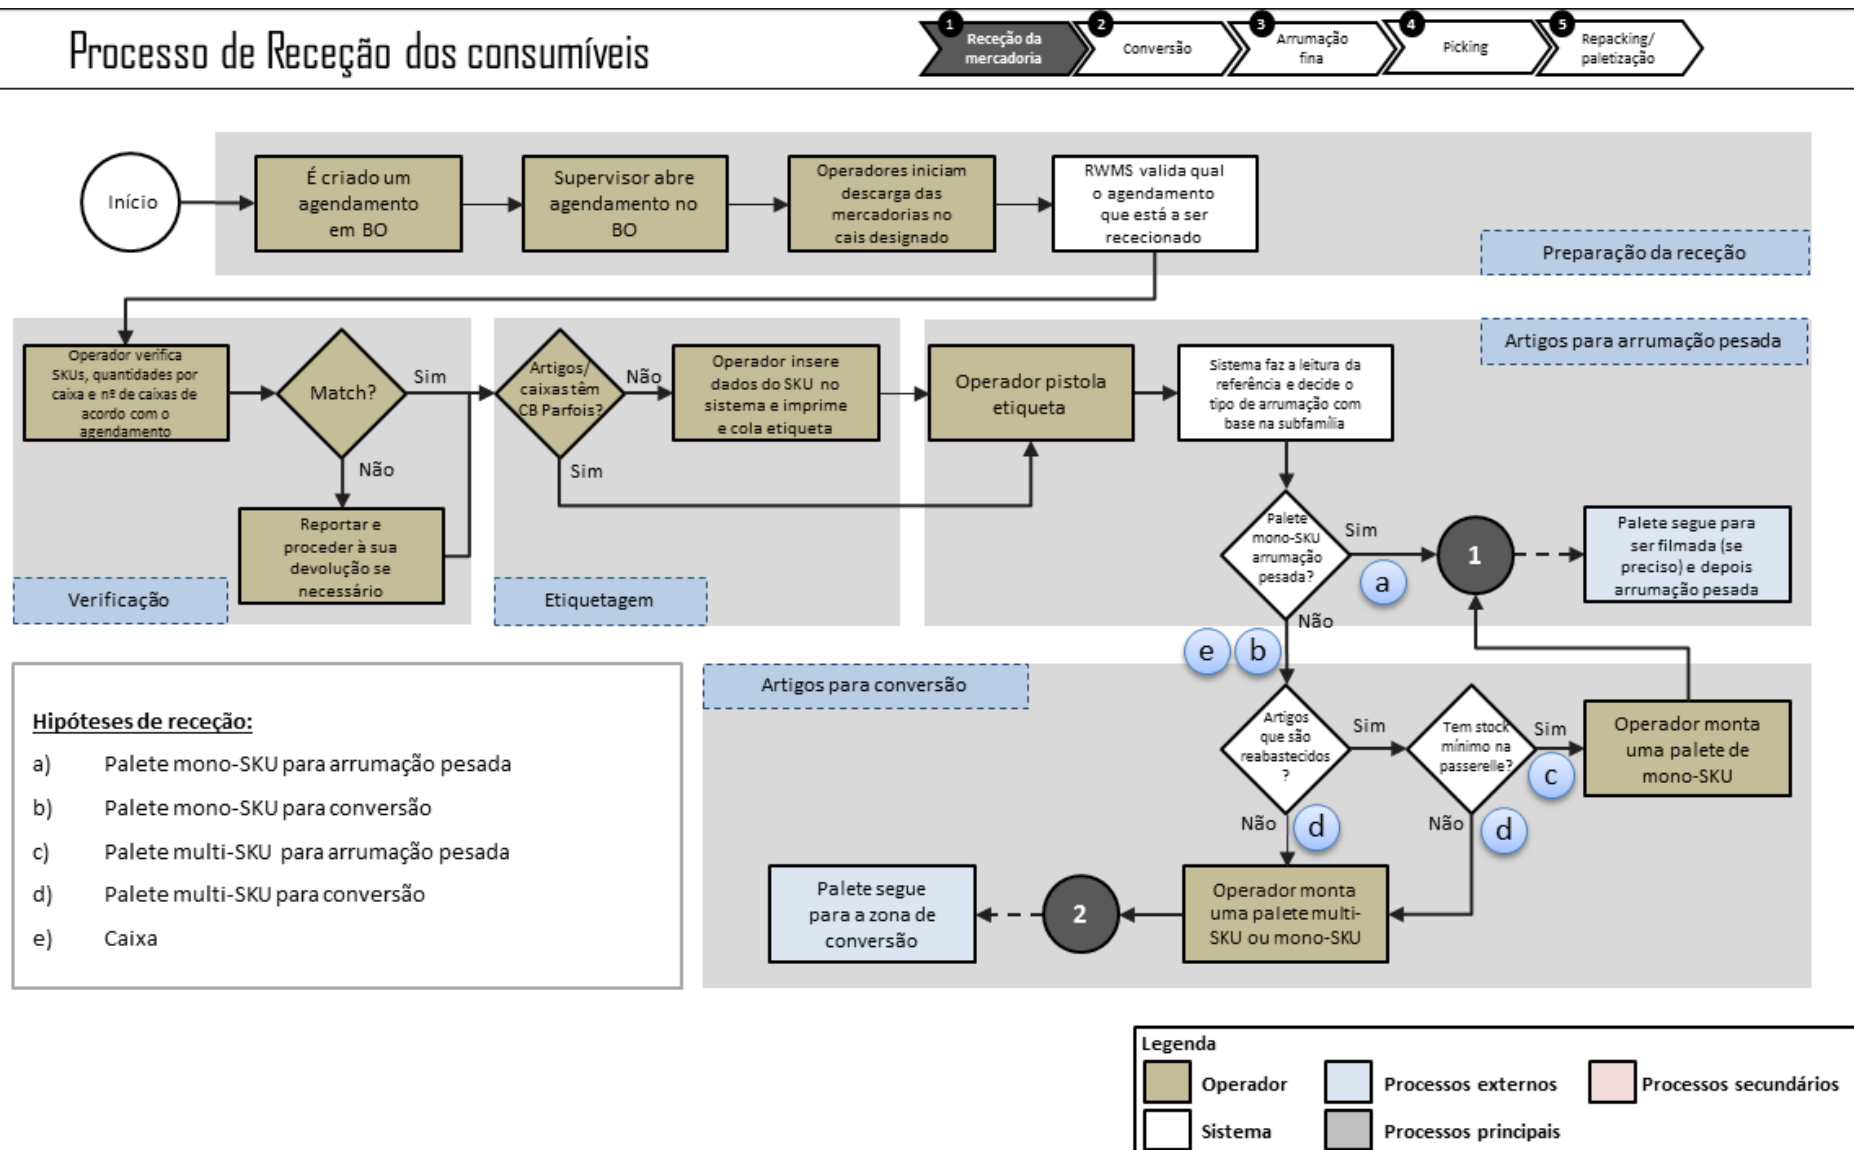 Processo de Receção dos consumíveis
1
Receção da
mercadoria
2
Conversão
3
Arrumação
fina
4
Picking
5
Repacking/
paletização
Início
É criado um
agendamento
em BO
Supervisor abre
agendamento no
BO
Operadores iniciam
descarga das
mercadorias no
cais designado
RWMS valida qual
o agendamento
que está a ser
rececionado
Preparação da receção
Operador verifica
SKUs, quantidades por
caixa e nº de caixas de
acordo com o
agendamento
Match?
Sim
Não
Reportar e
proceder à sua
devolução se
necessário
Verificação
Artigos/
caixas têm
CB Parfois?
Não
Sim
Operador insere
dados do SKU no
sistema e imprime
e cola etiqueta
Etiquetagem
Artigos para arrumação pesada
Operador pistola
etiqueta
Sistema faz a leitura da
referência e decide o
tipo de arrumação com
base na subfamília
Palete
mono-SKU
arrumação
pesada?
Sim
a
1
Palete segue para
ser filmada (se
preciso) e depois
arrumação pesada
Não
e
b
Artigos para conversão
Artigos
que são
reabastecidos
?
Sim
Tem stock
mínimo na
passerelle?
Sim
c
Operador monta
uma palete de
mono-SKU
Não
d
Não
d
Operador monta
uma palete multi-
SKU ou mono-SKU
2
Palete segue
para a zona de
conversão
Hipóteses de receção:
a) Palete mono-SKU para arrumação pesada
b) Palete mono-SKU para conversão
c) Palete multi-SKU para arrumação pesada
d) Palete multi-SKU para conversão
e) Caixa
Legenda
Operador
Processos externos
Processos secundários
Sistema
Processos principais